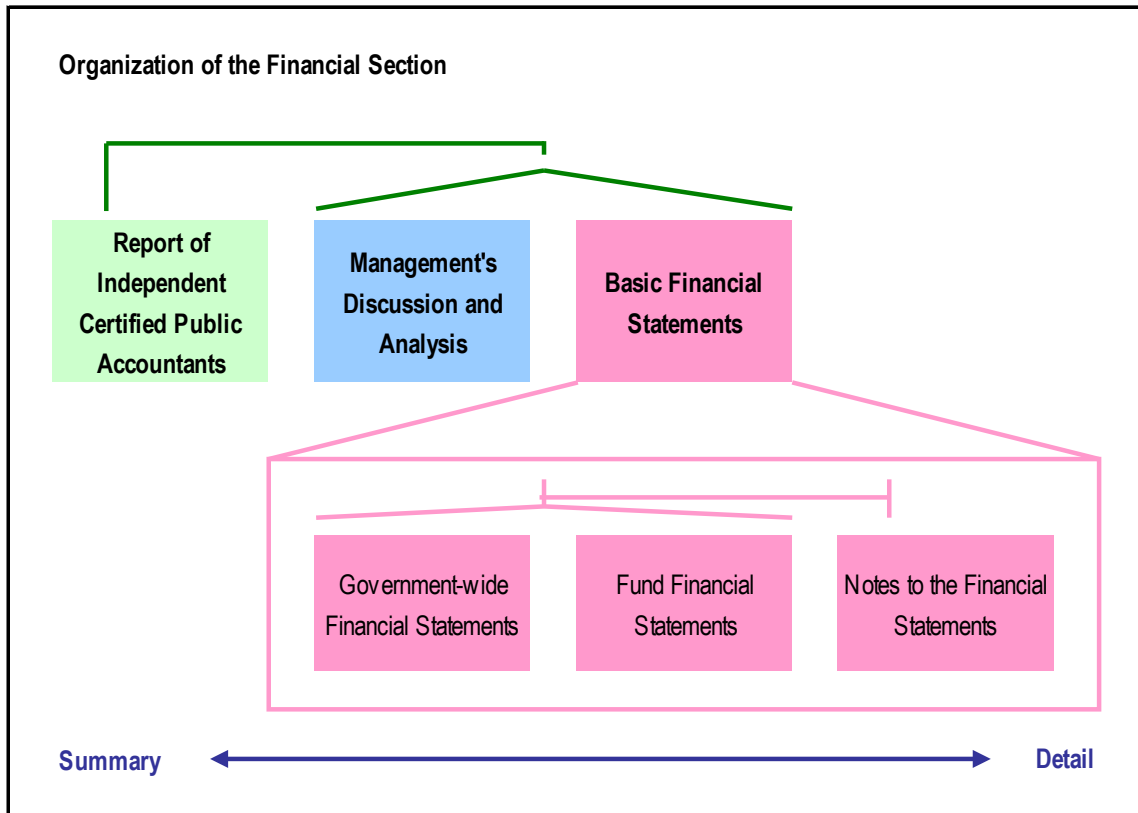 Organization of the Financial Section
Report of
Independent
Certified Public
Accountants
Management's
Discussion and
Analysis
Basic Financial
Statements
Government-wide
Financial Statements
Fund Financial
Statements
Notes to the Financial
Statements
Summary
Detail